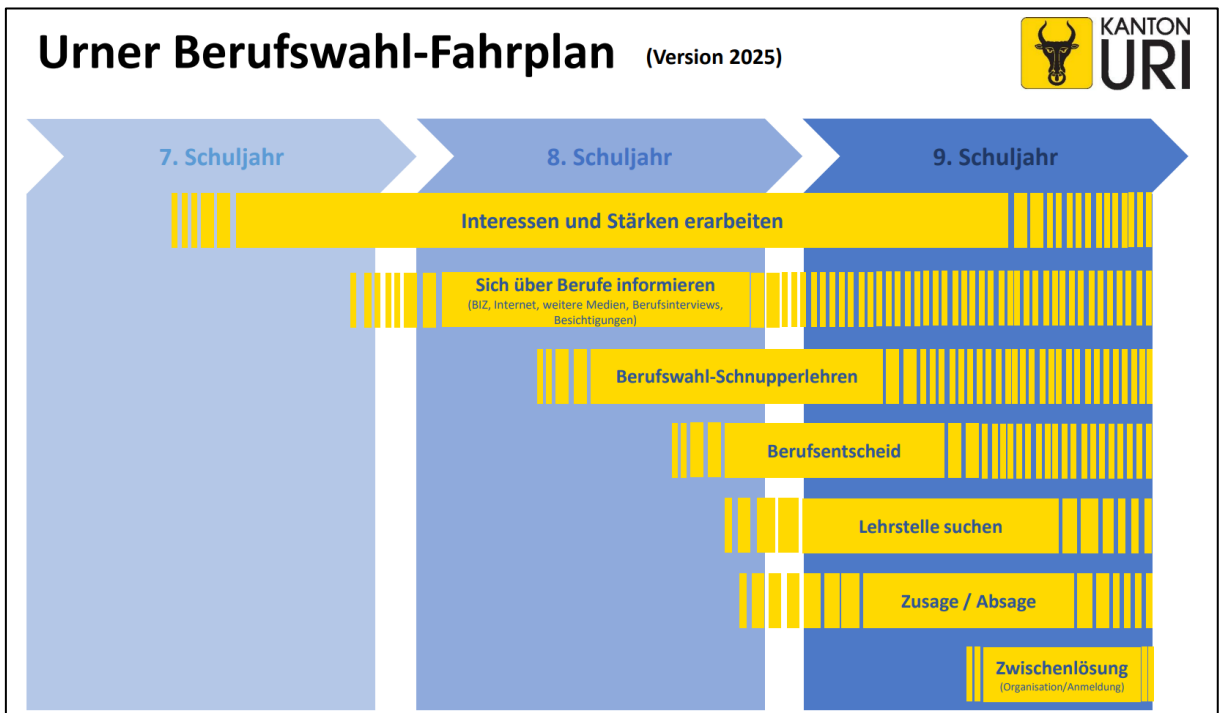 Urner Berufswahl-Fahrplan (Version 2025)
KANTON
URI
7. Schuljahr
8. Schuljahr
9. Schuljahr
Interessen und Stärken erarbeiten
Sich über Berufe informieren
(BIZ, Internet, weitere Medien, Berufsinterviews,
Besichtigungen)
Berufswahl-Schnupperlehren
Berufsentscheid
Lehrstelle suchen
Zusage / Absage
Zwischenlösung
(Organisation/Anmeldung)